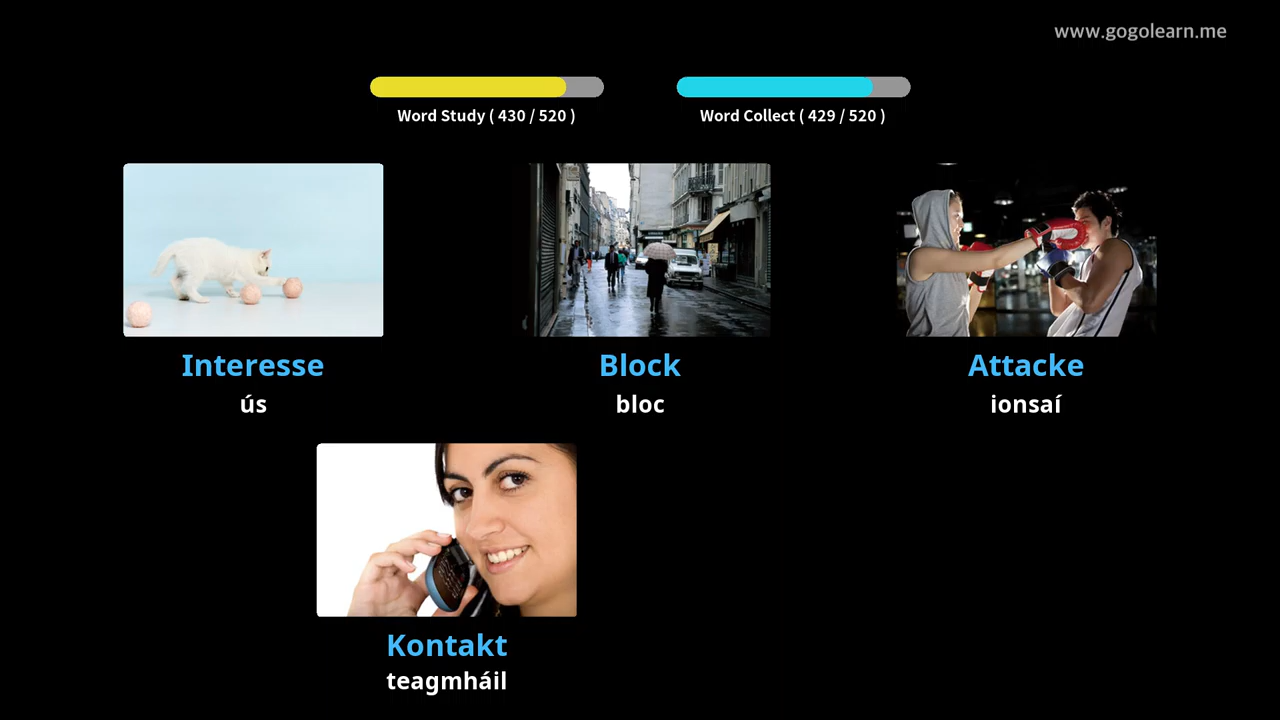 www.gogolearn.me
Word Study ( 430 / 520 )
Word Collect ( 429 / 520 )
Interesse
Block
Attacke
ús
bloc
ionsaí
Kontakt
teagmháil